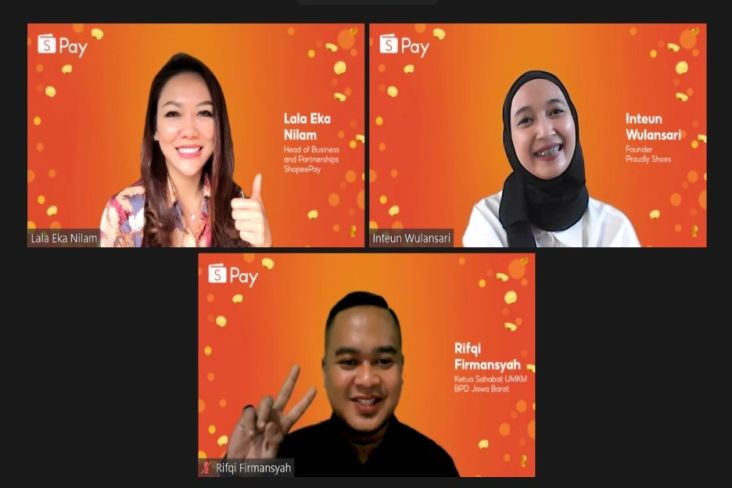 S Pay
Lala Eka
Nilam
Head of Business
and Partnerships
ShopeePay
Lala Eka Nilam
S Pay
Inteun
Wulansari
Founder
Proudly Shoes
Inteun Wulansari
S Pay
Rifqi
Firmansyah
Ketua Sahabat UMKM
BPD Jawa Barat
Rifqi Firmansyah